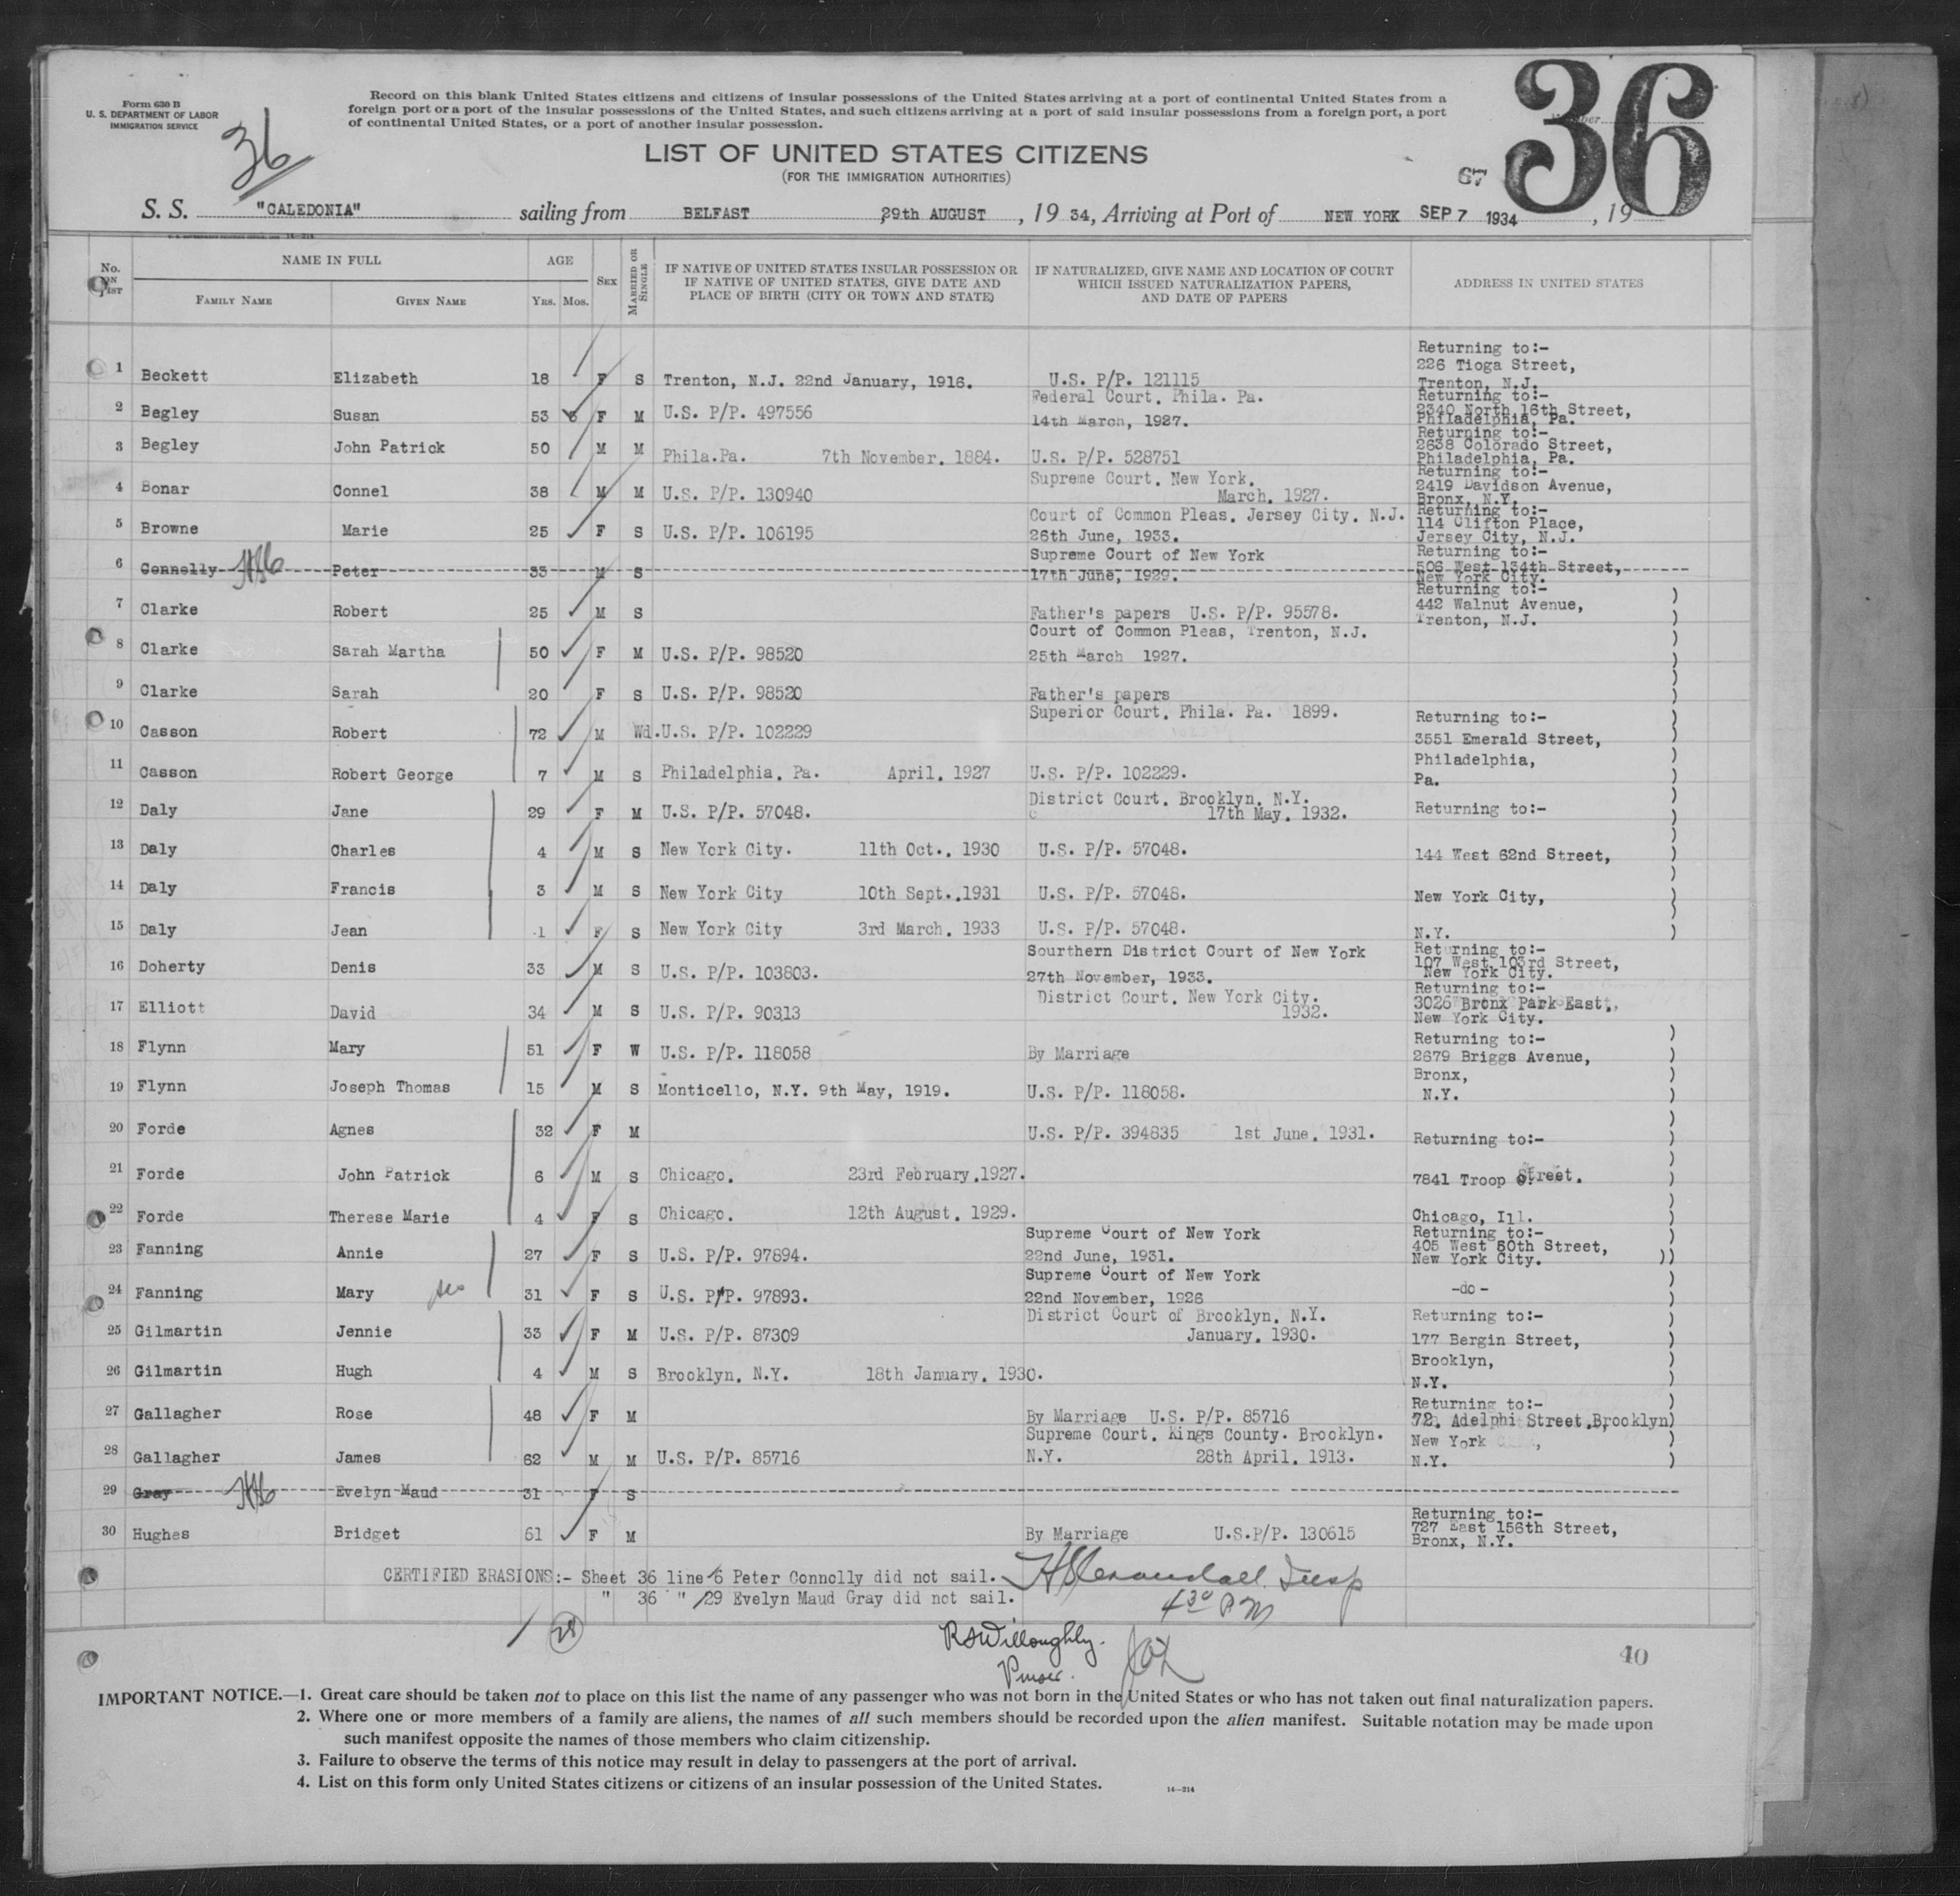 Form 630 B
U. S. DEPARTMENT OF LABOR
IMMIGRATION SERVICE
36
Record on this blank United States citizens and citizens of insular possessions of the United States arriving at a port of continental United States from a
foreign port or a port of the insular possessions of the United States, and such citizens arriving at a port of said insular possessions from a foreign port, a port
of continental United States, or a port of another insular possession.
36
LIST OF UNITED STATES CITIZENS
(FOR THE IMMIGRATION AUTHORITIES)
67
S. S. "CALEDONIA" sailing from BELFAST 29th AUGUST, 19 34, Arriving at Port of NEW YORK SEP 7 1934, 19
No. ON LIST NAME IN FULL FAMILY NAME GIVEN NAME AGE YRS. MOS. SEX MARRIED OR SINGLE IF NATIVE OF UNITED STATES INSULAR POSSESSION OR IF NATIVE OF UNITED STATES, GIVE DATE AND PLACE OF BIRTH (CITY OR TOWN AND STATE) IF NATURALIZED, GIVE NAME AND LOCATION OF COURT WHICH ISSUED NATURALIZATION PAPERS, AND DATE OF PAPERS ADDRESS IN UNITED STATES
1 Beckett Elizabeth 18 F S Trenton, N.J. 22nd January, 1916. U.S. P/P. 121115 Returning to:- 226 Tioga Street, Trenton, N.J.
2 Begley Susan 53 F M U.S. P/P. 497556 Federal Court. Phila. Pa. 14th March, 1927. Returning to:- 2340 North 16th Street, Philadelphia, Pa.
3 Begley John Patrick 50 M M Phila.Pa. 7th November. 1884. U.S. P/P. 528751 Returning to:- 2638 Colorado Street, Philadelphia, Pa.
4 Bonar Connel 38 M M U.S. P/P. 130940 Supreme Court. New York. March. 1927. Returning to:- 2419 Davidson Avenue, Bronx, N.Y.
5 Browne Marie 25 F S U.S. P/P. 106195 Court of Common Pleas. Jersey City. N.J. 26th June, 1933. Returning to:- 114 Clifton Place, Jersey City, N.J.
6 Connelly Peter 33 M S Supreme Court of New York 17th June, 1929. Returning to:- 506 West 134th Street, New York City.
7 Clarke Robert 25 M S Father's papers U.S. P/P. 95578. Returning to:- 442 Walnut Avenue, Trenton, N.J.
8 Clarke Sarah Martha 50 F M U.S. P/P. 98520 Court of Common Pleas, Trenton, N.J. 25th March 1927.
9 Clarke Sarah 20 F S U.S. P/P. 98520 Father's papers
10 Casson Robert 72 M Wd. U.S. P/P. 102229 Superior Court. Phila. Pa. 1899. Returning to:- 3551 Emerald Street,
11 Casson Robert George 7 M S Philadelphia. Pa. April. 1927 U.S. P/P. 102229. Philadelphia, Pa.
12 Daly Jane 29 F M U.S. P/P. 57048. District Court. Brooklyn. N.Y. 17th May. 1932. Returning to:-
13 Daly Charles 4 M S New York City. 11th Oct.. 1930 U.S. P/P. 57048. 144 West 62nd Street,
14 Daly Francis 3 M S New York City 10th Sept..1931 U.S. P/P. 57048. New York City,
15 Daly Jean 1 F S New York City 3rd March. 1933 U.S. P/P. 57048. N.Y.
16 Doherty Denis 33 M S U.S. P/P. 103803. Sourthern District Court of New York 27th November, 1933. Returning to:- 107 West 103rd Street, New York City.
17 Elliott David 34 M S U.S. P/P. 90313 District Court. New York City. 1932. Returning to:- 3026 Bronx Park East., New York City.
18 Flynn Mary 51 F W U.S. P/P. 118058 By Marriage Returning to:- 2679 Briggs Avenue,
19 Flynn Joseph Thomas 15 M S Monticello, N.Y. 9th May, 1919. U.S. P/P. 118058. Bronx, N.Y.
20 Forde Agnes 32 F M U.S. P/P. 394835 1st June. 1931. Returning to:-
21 Forde John Patrick 6 M S Chicago. 23rd February.1927. 7841 Troop Street.
22 Forde Therese Marie 4 F S Chicago. 12th August. 1929. Chicago, Ill.
23 Fanning Annie 27 F S U.S. P/P. 97894. Supreme Court of New York 22nd June, 1931. Returning to:- 405 West 50th Street, New York City.
24 Fanning Mary 31 F S U.S. P/P. 97893. Supreme Court of New York 22nd November, 1926 -do-
25 Gilmartin Jennie 33 F M U.S. P/P. 87309 District Court of Brooklyn. N.Y. January. 1930. Returning to:- 177 Bergin Street,
26 Gilmartin Hugh 4 M S Brooklyn. N.Y. 18th January. 1930. Brooklyn, N.Y.
27 Gallagher Rose 48 F M By Marriage U.S. P/P. 85716 Returning to:- 72. Adelphi Street.Brooklyn
28 Gallagher James 62 M M U.S. P/P. 85716 Supreme Court. Kings County. Brooklyn. N.Y. 28th April. 1913. New York, N.Y.
29 Gray Evelyn Maud 31 F S
30 Hughes Bridget 61 F M By Marriage U.S.P/P. 130615 Returning to:- 727 East 156th Street, Bronx, N.Y.
CERTIFIED ERASIONS:- Sheet 36 line 6 Peter Connolly did not sail.
" 36 " 29 Evelyn Maud Gray did not sail.
430 PM
28
RSWilloughby.
Purser.
40
IMPORTANT NOTICE.—1. Great care should be taken not to place on this list the name of any passenger who was not born in the United States or who has not taken out final naturalization papers.
2. Where one or more members of a family are aliens, the names of all such members should be recorded upon the alien manifest. Suitable notation may be made upon
such manifest opposite the names of those members who claim citizenship.
3. Failure to observe the terms of this notice may result in delay to passengers at the port of arrival.
4. List on this form only United States citizens or citizens of an insular possession of the United States.
14—214